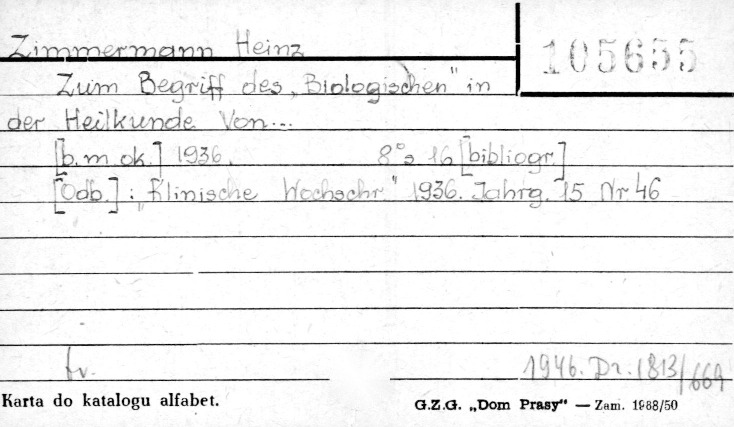 Zimmermann Heinz
105655
Zum Begriff des „Biologischen" in
der Heilkunde Von...
[b.m ok.] 1936. 8° s 16 [bibliogr.]
[Odb.]: „Klinische Wochschr." 1936. Jahrg. 15 Nr 46
fv.
1946. Dr. 1813/669
Karta do katalogu alfabet.
G.Z.G. „Dom Prasy" — Zam. 1988/50